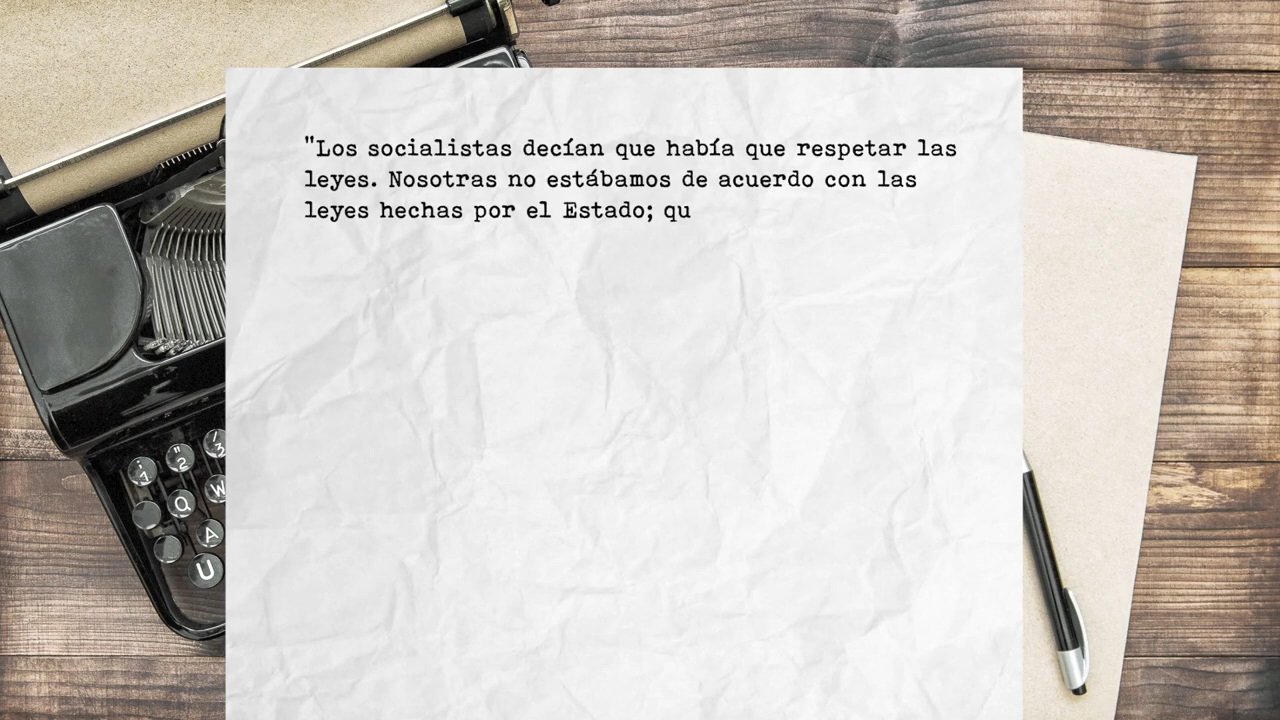 "Los socialistas decían que había que respetar las
leyes. Nosotras no estábamos de acuerdo con las
leyes hechas por el Estado; qu